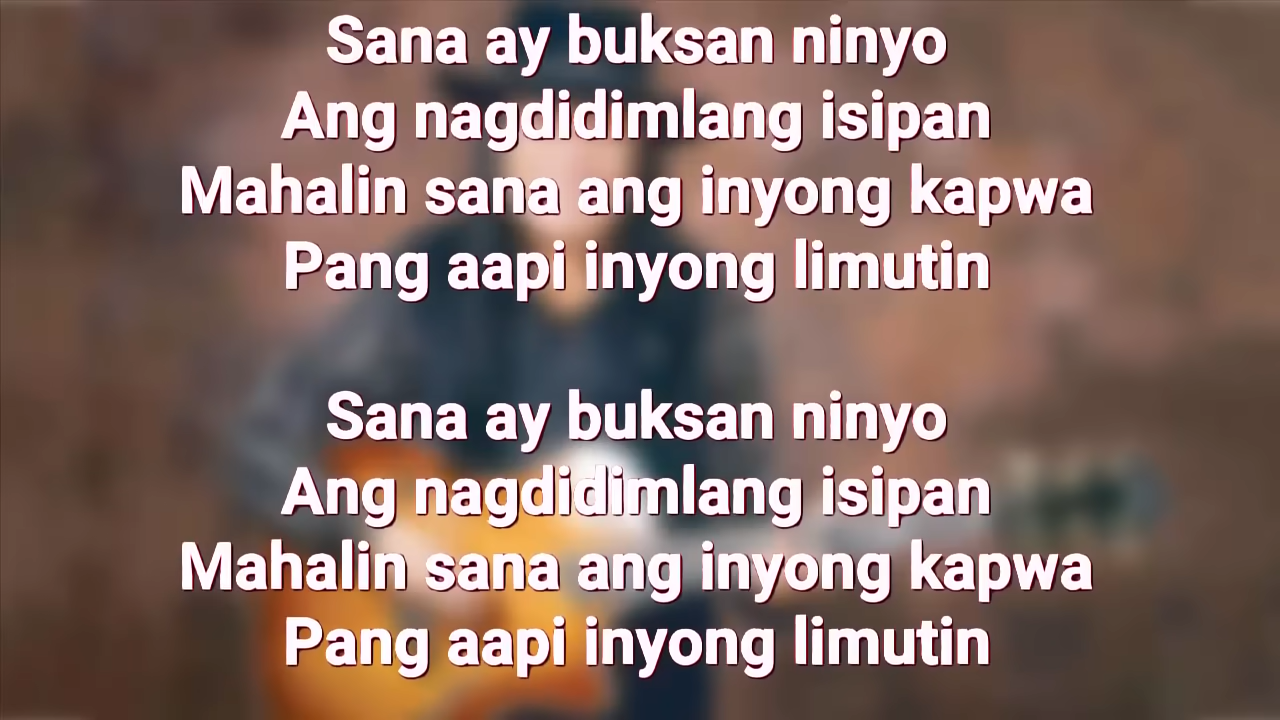 Sana ay buksan ninyo
Ang nagdidimlang isipan
Mahalin sana ang inyong kapwa
Pang aapi inyong limutin
Sana ay buksan ninyo
Ang nagdidimlang isipan
Mahalin sana ang inyong kapwa
Pang aapi inyong limutin